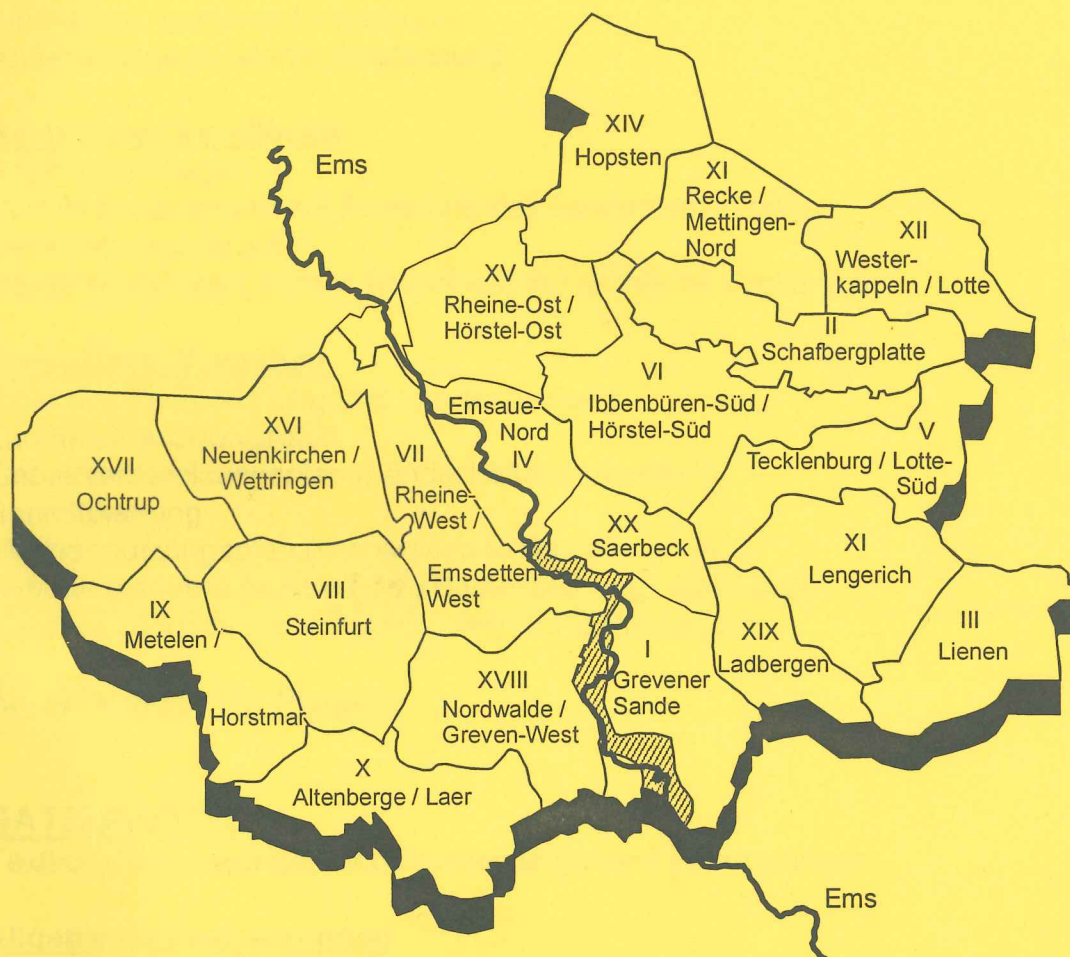 Ems
XIV
Hopsten
XI
Recke /
Mettingen-
Nord
XII
Wester-
kappeln / Lotte
XV
Rheine-Ost /
Hörstel-Ost
II
Schafbergplatte
VI
Ibbenbüren-Süd /
Hörstel-Süd
Emsaue-
Nord
IV
V
Tecklenburg / Lotte-
Süd
XVI
Neuenkirchen /
Wettringen
XVII
Ochtrup
VII
Rheine-
West /
Emsdetten-
West
XX
Saerbeck
XI
Lengerich
VIII
Steinfurt
IX
Metelen /
Horstmar
III
Lienen
XIX
Ladbergen
I
Grevener
Sande
XVIII
Nordwalde /
Greven-West
X
Altenberge / Laer
Ems